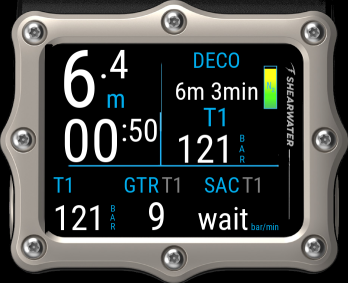 6.4 m
00:50
DECO
6m 3min
T1
121 BAR
N₂
SHEARWATER
T1 GTR T1 SAC T1
121 BAR 9 wait bar/min